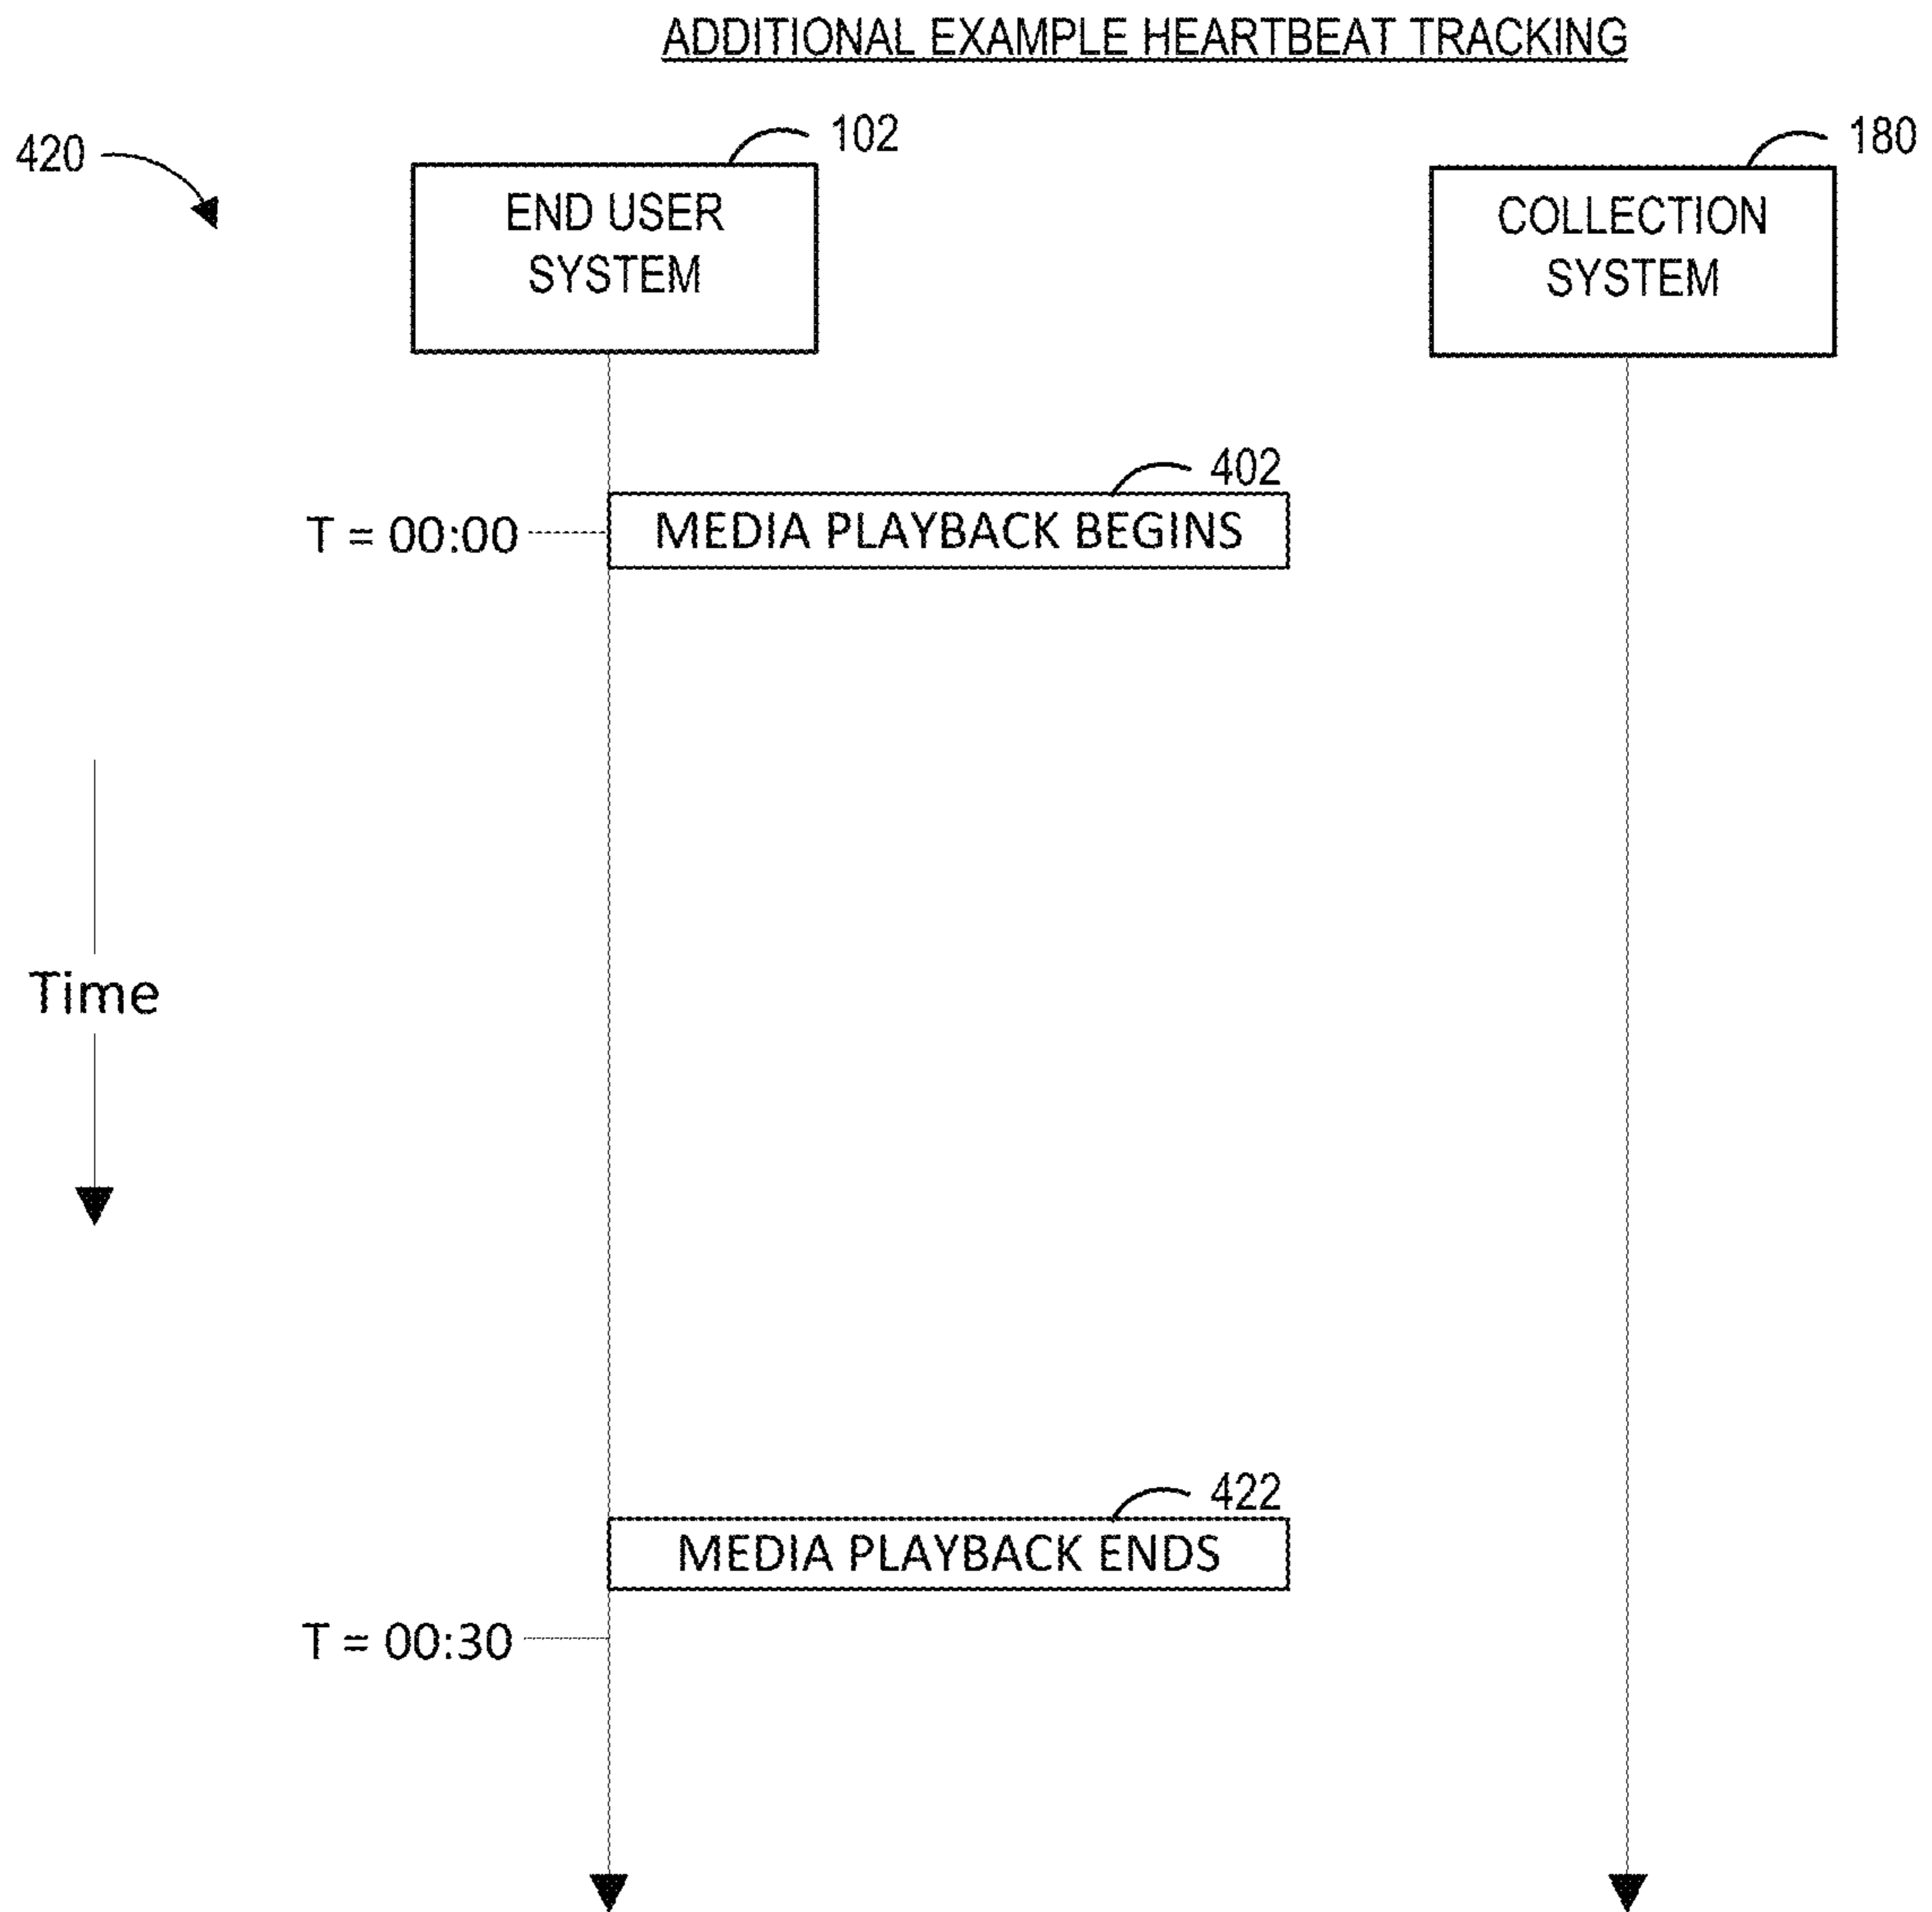 ADDITIONAL EXAMPLE HEARTBEAT TRACKING
420
102
180
END USER
SYSTEM
COLLECTION
SYSTEM
402
T = 00:00
MEDIA PLAYBACK BEGINS
Time
422
MEDIA PLAYBACK ENDS
T = 00:30